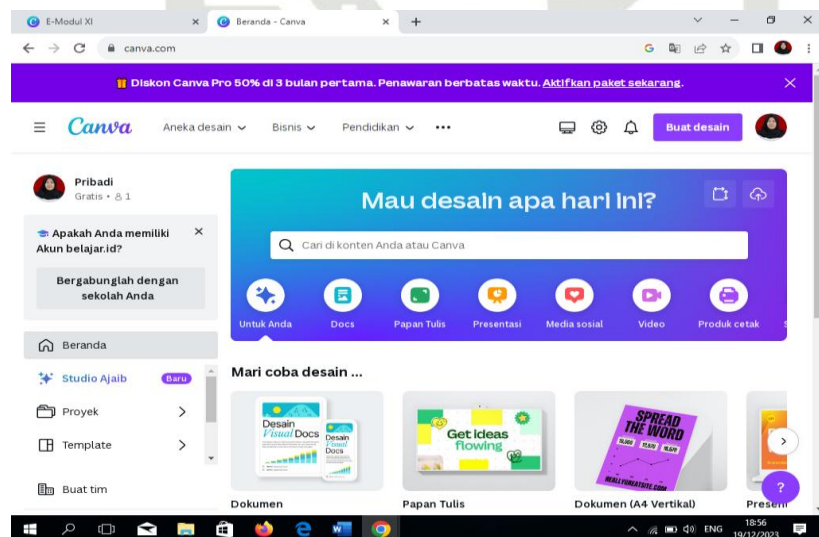 E-Modul XI
Beranda - Canva
canva.com
Diskon Canva Pro 50% di 3 bulan pertama. Penawaran berbatas waktu. Aktifkan paket sekarang.
Canva
Aneka desain
Bisnis
Pendidikan
Buat desain
Pribadi
Gratis • 1
Apakah Anda memiliki
Akun belajar.id?
Bergabunglah dengan
sekolah Anda
Beranda
Studio Ajaib
Baru
Proyek
Template
Buat tim
Mau desain apa hari ini?
Cari di konten Anda atau Canva
Untuk Anda
Docs
Papan Tulis
Presentasi
Media sosial
Video
Produk cetak
Mari coba desain ...
Desain
Visual Docs
Desain
Visual
Docs
Get ideas
flowing
SPREAD
THE WORD
REALLYGREATSITE.COM
Dokumen
Papan Tulis
Dokumen (A4 Vertikal)
Presen
?
ENG
18:56
19/12/2023